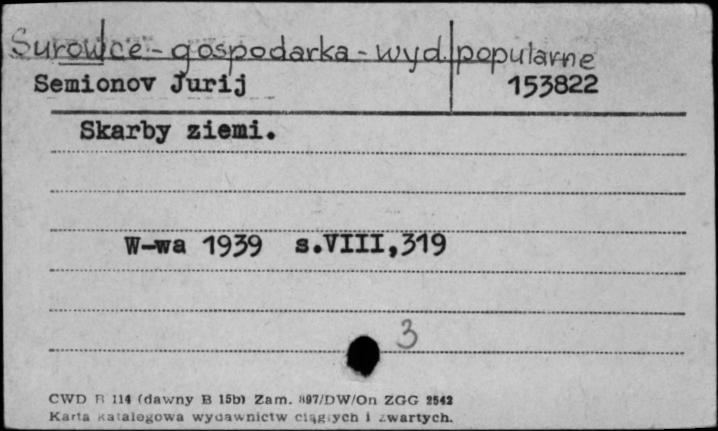 Surowce - gospodarka - wyd. popularne
Semionov Jurij 153822
Skarby ziemi.
W-wa 1939 s.VIII,319
3
CWD B 114 (dawny B 15b) Zam. 897/DW/On ZGG 2542
Karta katalogowa wydawnictw ciągłych i zwartych.